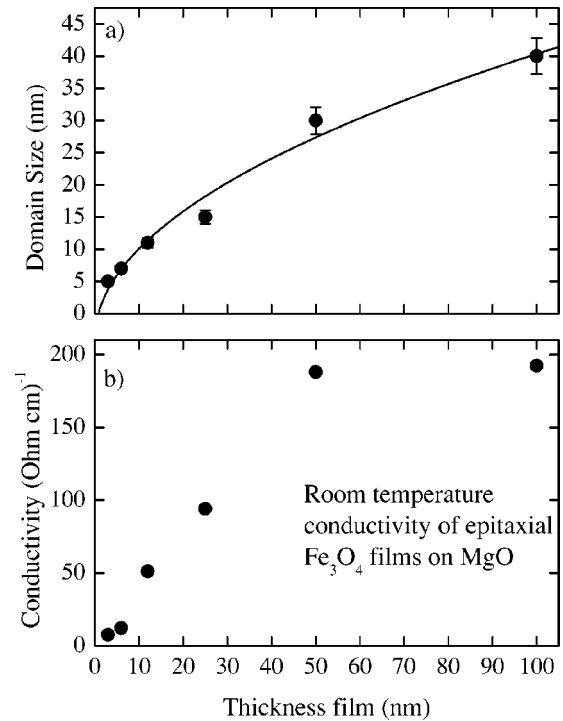 45
40
35
30
25
20
15
10
5
0
a)
Domain Size (nm)
200
150
100
50
0
b)
Conductivity (Ohm cm)⁻¹
Room temperature
conductivity of epitaxial
Fe₃O₄ films on MgO
0 10 20 30 40 50 60 70 80 90 100
Thickness film (nm)